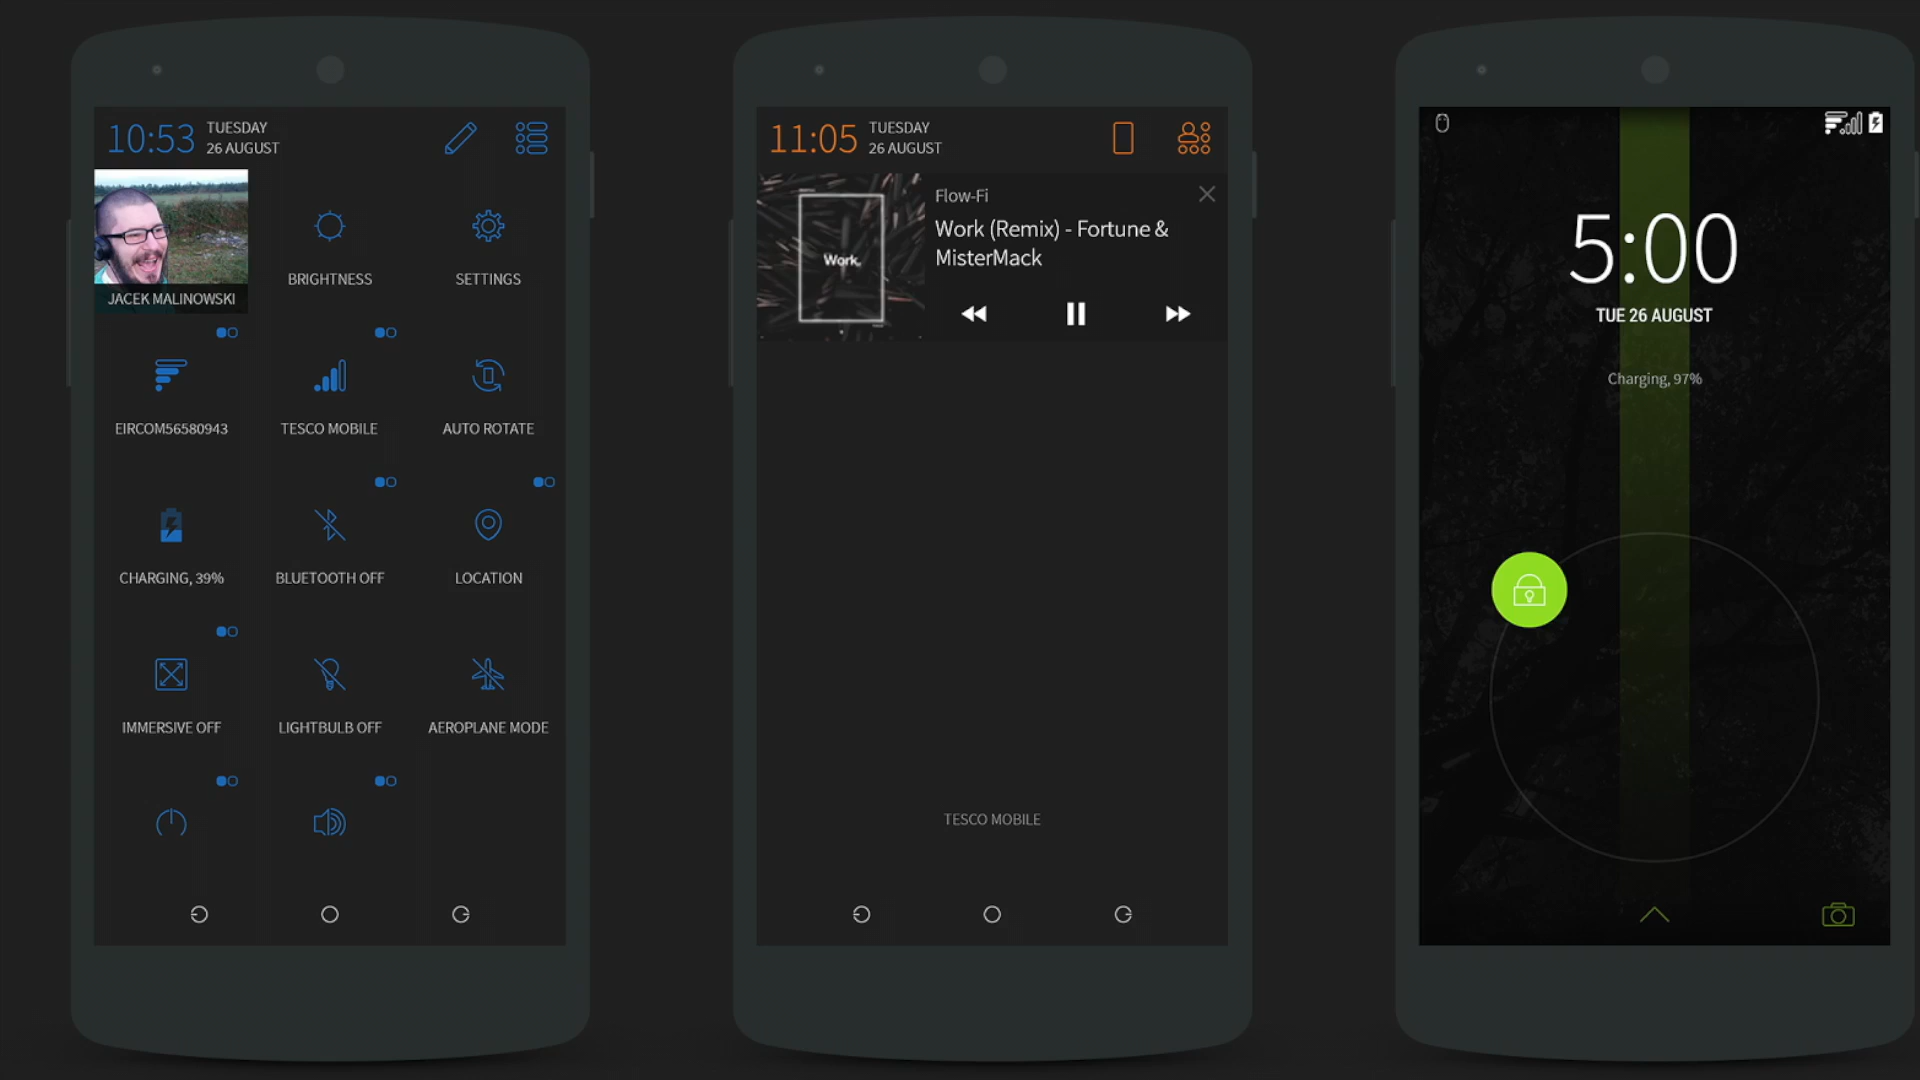 10:53
TUESDAY
26 AUGUST
JACEK MALINOWSKI
BRIGHTNESS
SETTINGS
EIRCOM56580943
TESCO MOBILE
AUTO ROTATE
CHARGING, 39%
BLUETOOTH OFF
LOCATION
IMMERSIVE OFF
LIGHTBULB OFF
AEROPLANE MODE
11:05
TUESDAY
26 AUGUST
Work.
Flow-Fi
Work (Remix) - Fortune &
MisterMack
TESCO MOBILE
5:00
TUE 26 AUGUST
Charging, 97%